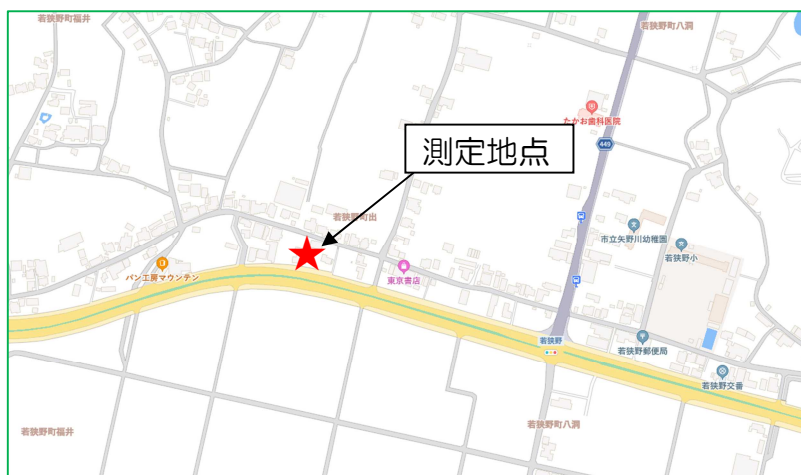 若狭野町福井
若狭野町八洞
たかお歯科医院
449
測定地点
若狭野町出
市立矢野川幼稚園
若狭野小
パン工房マウンテン
東京書店
若狭野
若狭野郵便局
若狭野交番
若狭野町福井
若狭野町八洞